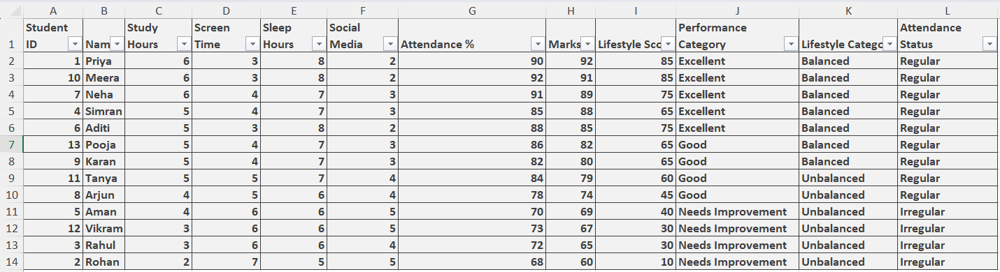 A B C D E F G H I J K L
Student Study Screen Sleep Social Performance Attendance
1 ID Nam Hours Time Hours Media Attendance % Marks Lifestyle Sco Category Lifestyle Catego Status
2 1 Priya 6 3 8 2 90 92 85 Excellent Balanced Regular
3 10 Meera 6 3 8 2 92 91 85 Excellent Balanced Regular
4 7 Neha 6 4 7 3 91 89 75 Excellent Balanced Regular
5 4 Simran 5 4 7 3 85 88 65 Excellent Balanced Regular
6 6 Aditi 5 3 8 2 88 85 75 Excellent Balanced Regular
7 13 Pooja 5 4 7 3 86 82 65 Good Balanced Regular
8 9 Karan 5 4 7 3 82 80 65 Good Balanced Regular
9 11 Tanya 5 5 7 4 84 79 60 Good Unbalanced Regular
10 8 Arjun 4 5 6 4 78 74 45 Good Unbalanced Regular
11 5 Aman 4 6 6 5 70 69 40 Needs Improvement Unbalanced Irregular
12 12 Vikram 3 6 6 5 73 67 30 Needs Improvement Unbalanced Irregular
13 3 Rahul 3 6 6 4 72 65 30 Needs Improvement Unbalanced Irregular
14 2 Rohan 2 7 5 5 68 60 10 Needs Improvement Unbalanced Irregular